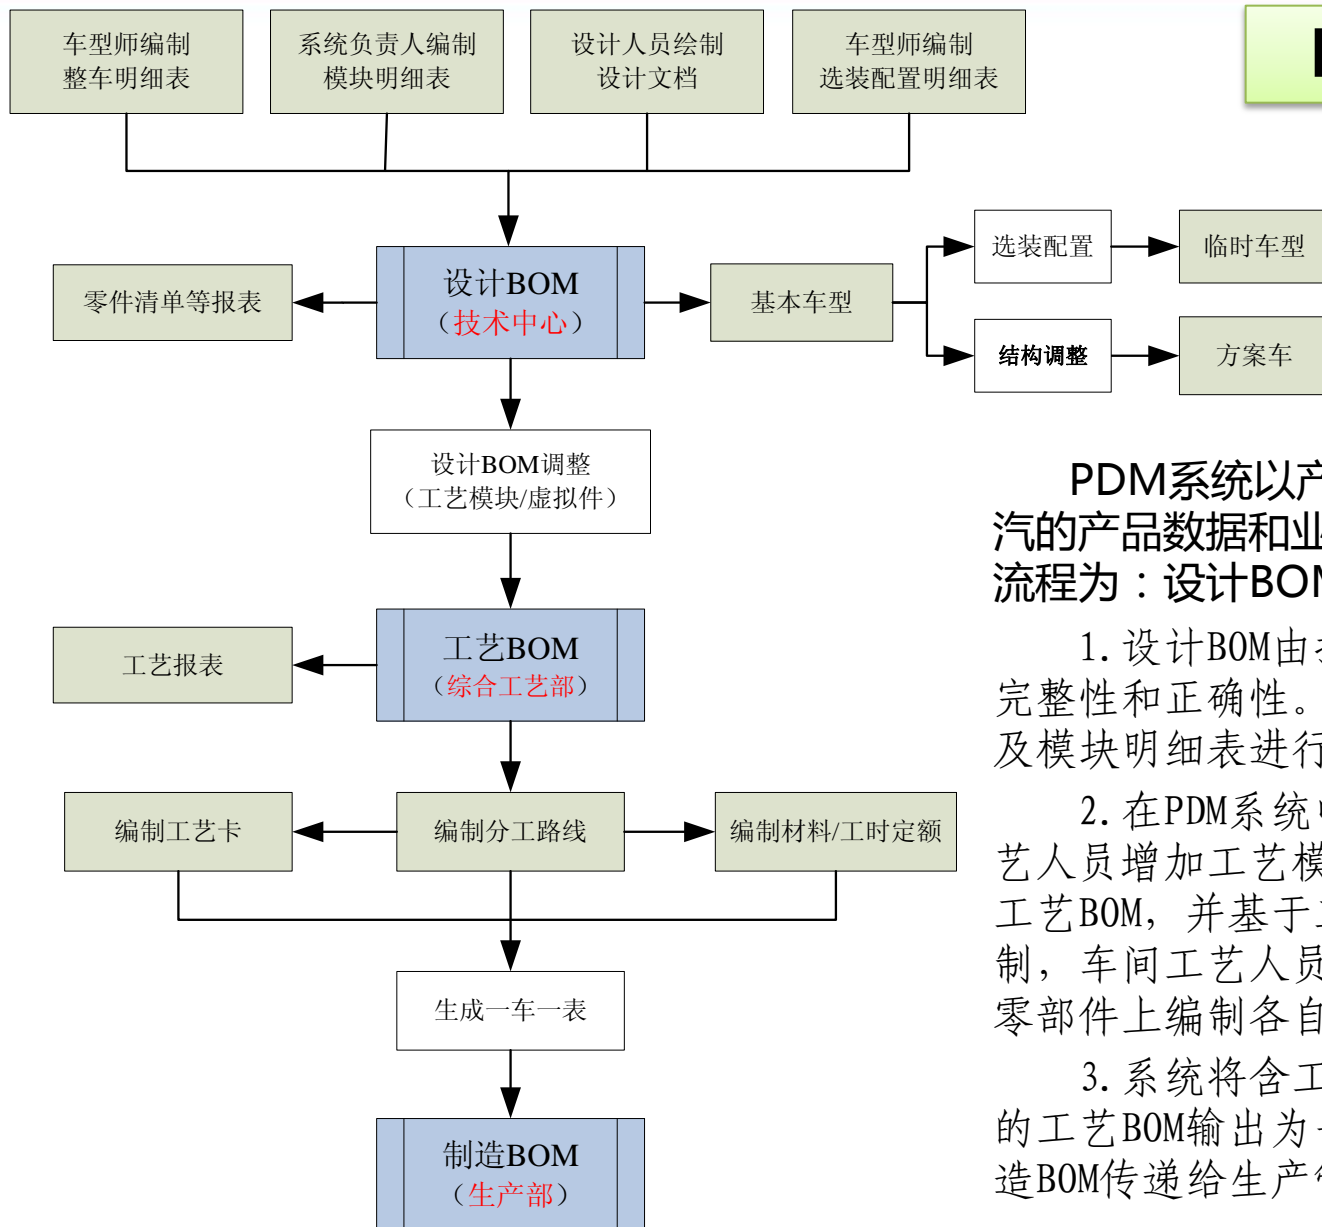 车型师编制
整车明细表
系统负责人编制
模块明细表
设计人员绘制
设计文档
车型师编制
选装配置明细表
设计BOM
（技术中心）
零件清单等报表
基本车型
选装配置
临时车型
结构调整
方案车
设计BOM调整
（工艺模块/虚拟件）
工艺BOM
（综合工艺部）
工艺报表
编制工艺卡
编制分工路线
编制材料/工时定额
生成一车一表
制造BOM
（生产部）
PDM系统以产
汽的产品数据和业
流程为：设计BOM
1.设计BOM由
完整性和正确性。
及模块明细表进行
2.在PDM系统
艺人员增加工艺模
工艺BOM，并基于
制，车间工艺人员
零部件上编制各自
3.系统将含工
的工艺BOM输出为
造BOM传递给生产